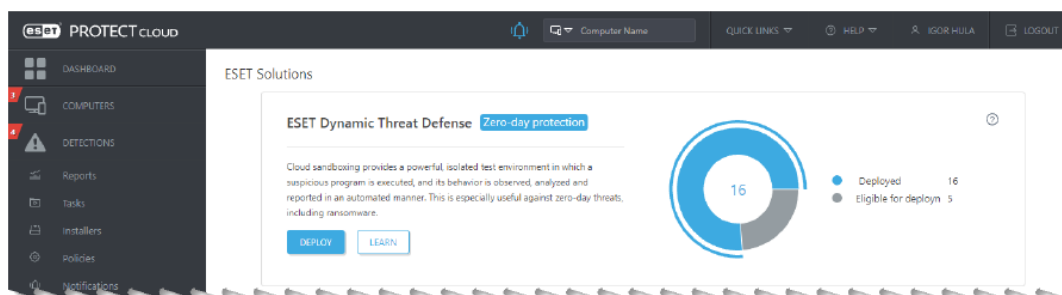 eset PROTECT CLOUD
Computer Name
QUICK LINKS
HELP
IGOR HULA
LOGOUT
DASHBOARD
3
COMPUTERS
4
DETECTIONS
Reports
Tasks
Installers
Policies
Notifications
ESET Solutions
ESET Dynamic Threat Defense Zero-day protection
Cloud sandboxing provides a powerful, isolated test environment in which a
suspicious program is executed, and its behavior is observed, analyzed and
reported in an automated manner. This is especially useful against zero-day threats,
including ransomware.
DEPLOY LEARN
16
Deployed 16
Eligible for deployn 5